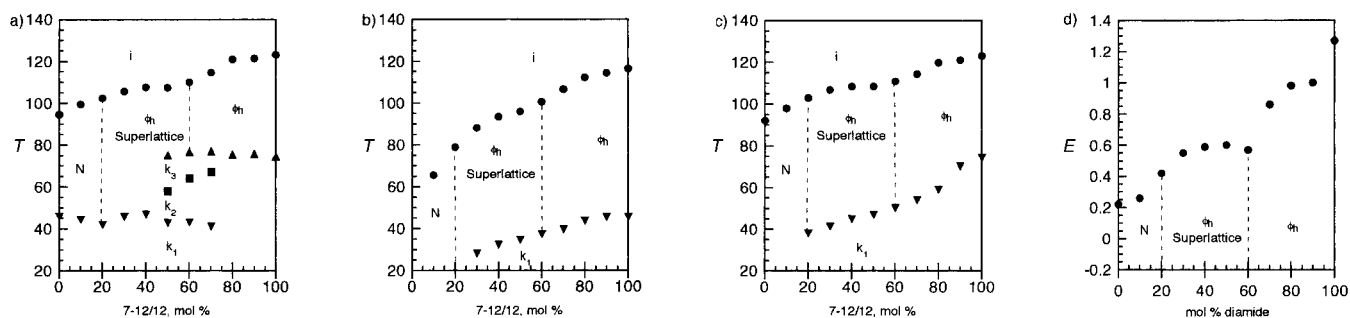 a)
140
120
100
80
60
40
20
T
i
ϕh
Superlattice
ϕh
N
k3
k2
k1
0 20 40 60 80 100
7-12/12, mol %
b)
140
120
100
80
60
40
20
T
i
ϕh
Superlattice
ϕh
N
k1
0 20 40 60 80 100
7-12/12, mol %
c)
140
120
100
80
60
40
20
T
i
ϕh
Superlattice
ϕh
N
k1
0 20 40 60 80 100
7-12/12, mol %
d)
1.4
1.2
1
0.8
0.6
0.4
0.2
0
-0.2
E
N
ϕh
Superlattice
ϕh
0 20 40 60 80 100
mol % diamide